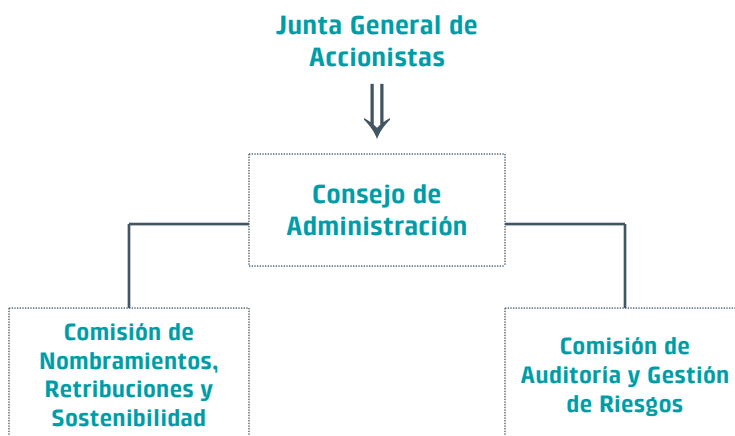 Junta General de
Accionistas
Consejo de
Administración
Comisión de
Nombramientos,
Retribuciones y
Sostenibilidad
Comisión de
Auditoría y Gestión
de Riesgos